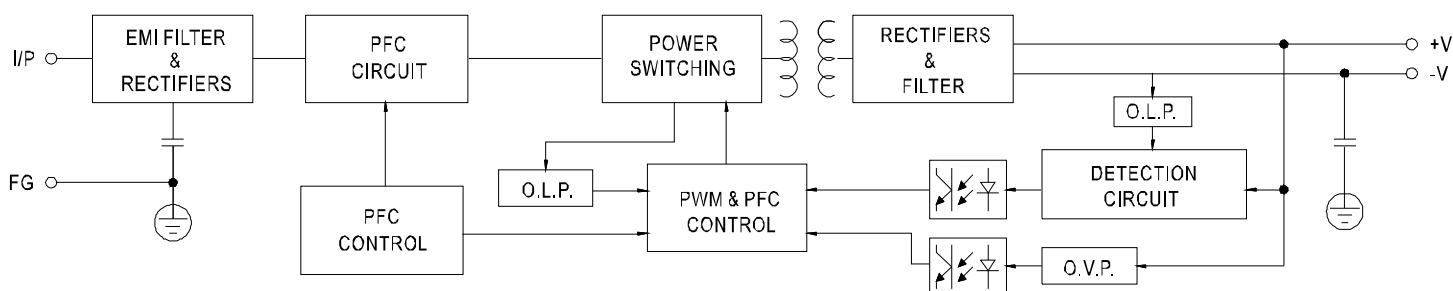 I/P
EMI FILTER
&
RECTIFIERS
PFC
CIRCUIT
POWER
SWITCHING
RECTIFIERS
&
FILTER
+V
-V
O.L.P.
FG
O.L.P.
PFC
CONTROL
PWM & PFC
CONTROL
DETECTION
CIRCUIT
O.V.P.